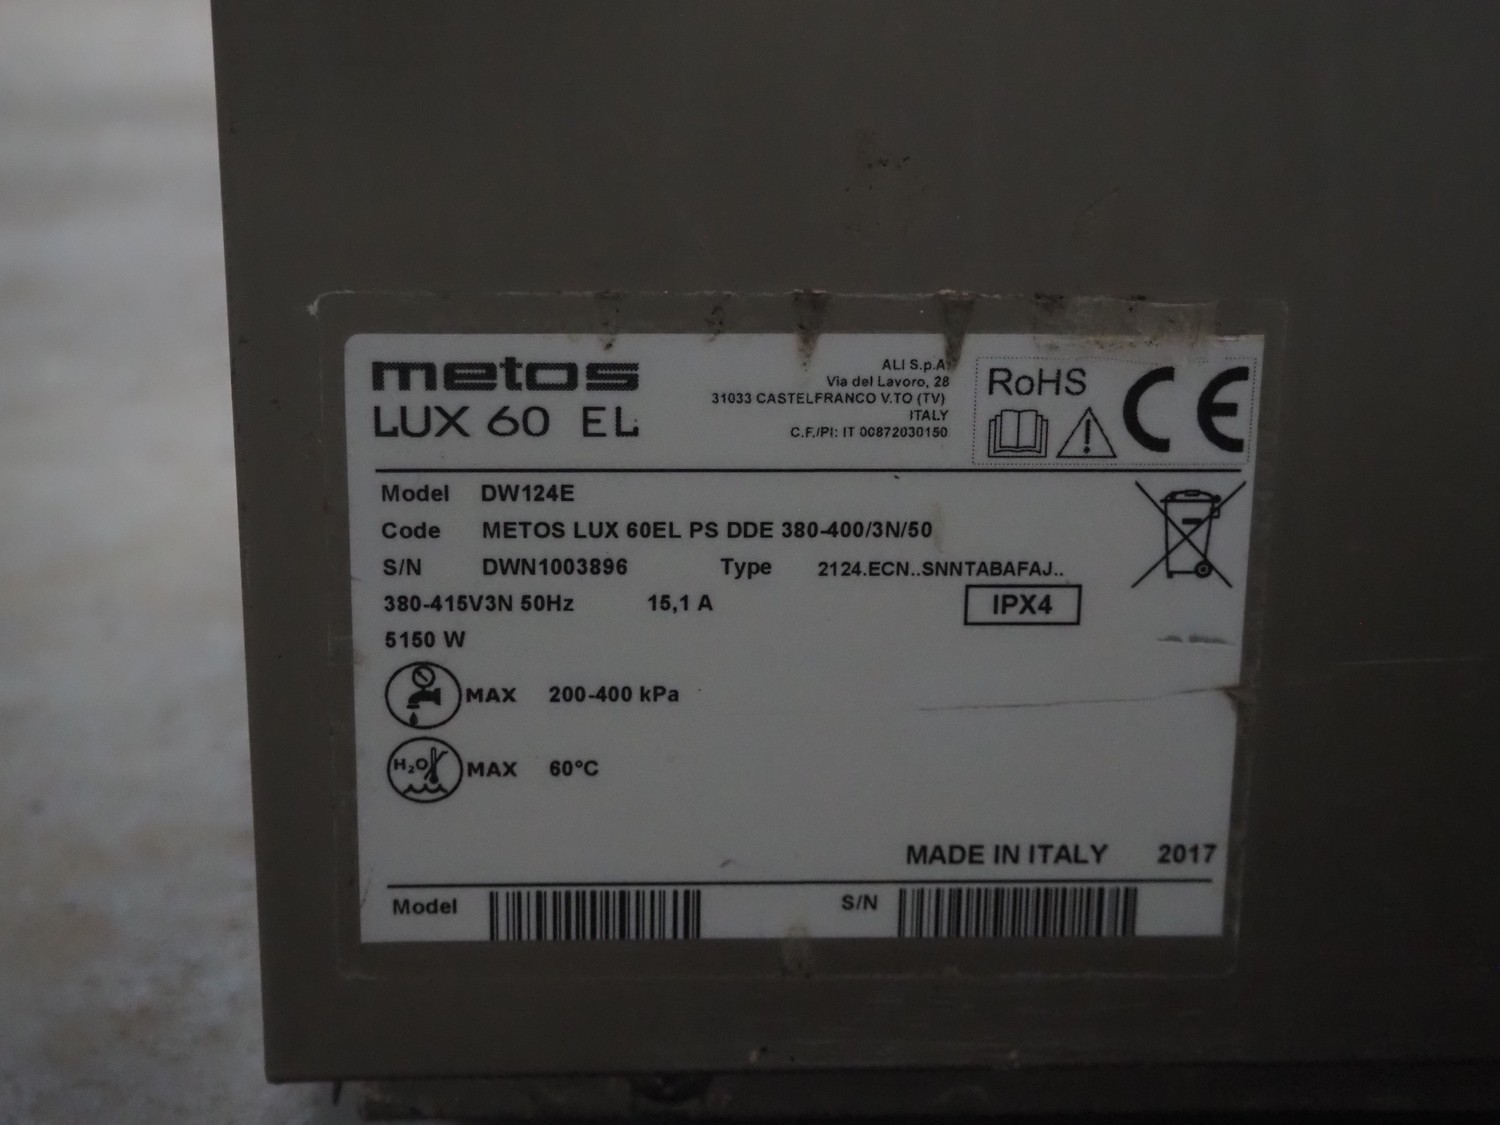 metos
LUX 60 EL
ALI S.p.A.
Via del Lavoro, 28
31033 CASTELFRANCO V.TO (TV)
ITALY
C.F./PI: IT 00872030150
RoHS
CE
Model DW124E
Code METOS LUX 60EL PS DDE 380-400/3N/50
S/N DWN1003896 Type 2124.ECN..SNNTABAFAJ..
380-415V3N 50Hz 15,1 A IPX4
5150 W
MAX 200-400 kPa
H₂O MAX 60°C
MADE IN ITALY 2017
Model S/N